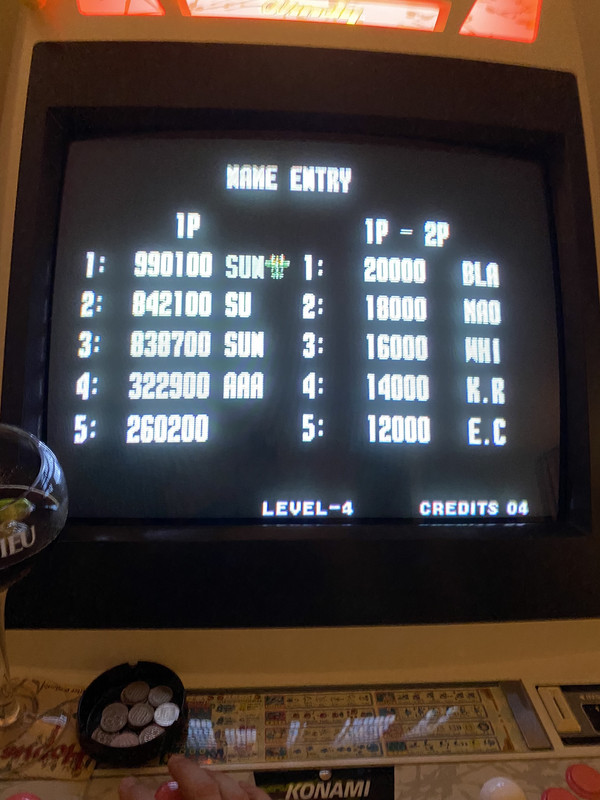 NAME ENTRY
1P 1P - 2P
1: 990100 SUN 1: 20000 BLA
2: 842100 SU 2: 18000 MAO
3: 838700 SUN 3: 16000 WHI
4: 322900 AAA 4: 14000 K.R
5: 260200 5: 12000 E.C
LEVEL-4 CREDITS 04
IEU
KONAMI